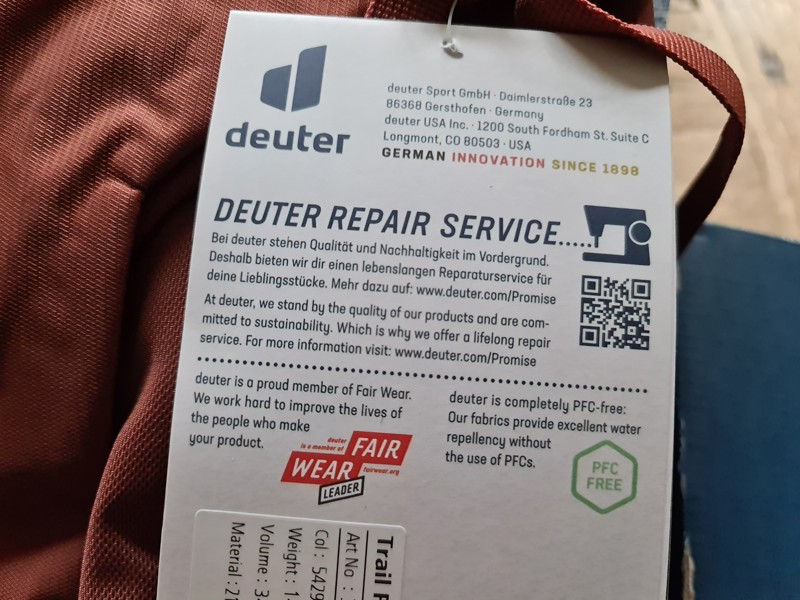 deuter
deuter Sport GmbH · Daimlerstraße 23
86368 Gersthofen · Germany
deuter USA Inc. · 1200 South Fordham St. Suite C
Longmont, CO 80503 · USA
GERMAN INNOVATION SINCE 1898
DEUTER REPAIR SERVICE.....
Bei deuter stehen Qualität und Nachhaltigkeit im Vordergrund.
Deshalb bieten wir dir einen lebenslangen Reparaturservice für
deine Lieblingsstücke. Mehr dazu auf: www.deuter.com/Promise
At deuter, we stand by the quality of our products and are com-
mitted to sustainability. Which is why we offer a lifelong repair
service. For more information visit: www.deuter.com/Promise
deuter is a proud member of Fair Wear.
We work hard to improve the lives of
the people who make
your product.
deuter
is a member of
FAIR
WEAR
fairwear.org
LEADER
deuter is completely PFC-free:
Our fabrics provide excellent water
repellency without
the use of PFCs.
PFC
FREE
Trail
Art No :
Col : 5429
Weight : 1
Volume : 3
Material : 21